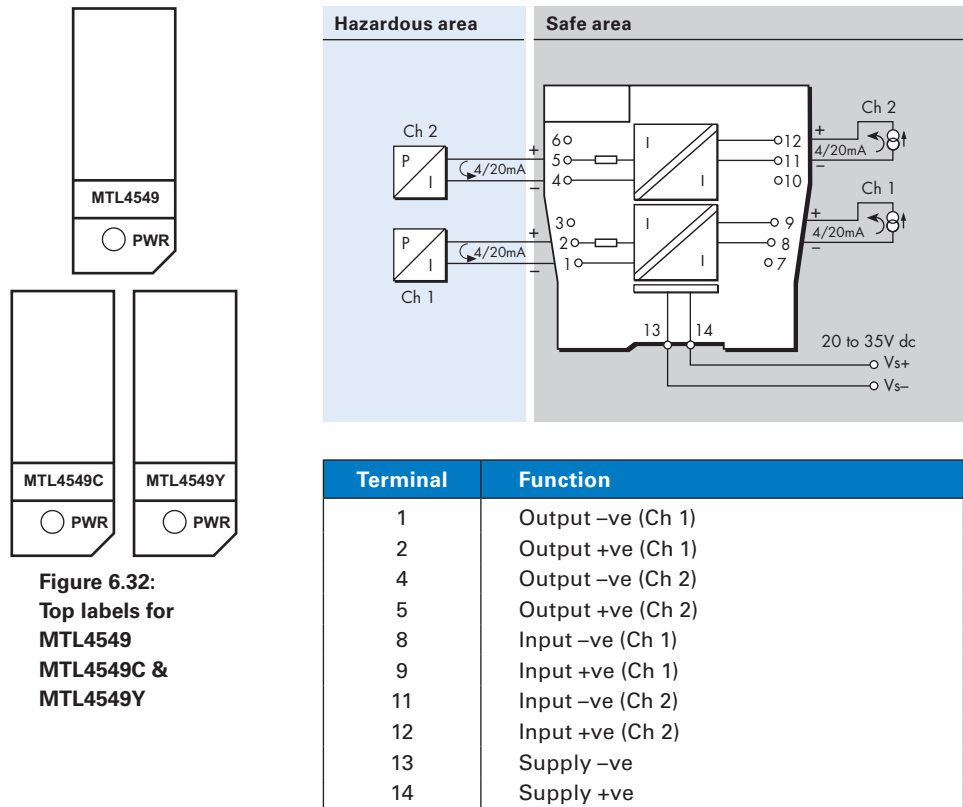 MTL4549
PWR
MTL4549C
PWR
MTL4549Y
PWR
Figure 6.32:
Top labels for
MTL4549
MTL4549C &
MTL4549Y
Hazardous area
Safe area
Ch 2
P
I
+
4/20mA
–
P
I
+
4/20mA
–
Ch 1
6
5
4
3
2
1
I
I
I
I
12
11
10
9
8
7
13
14
Ch 2
+
4/20mA
–
Ch 1
+
4/20mA
–
20 to 35V dc
Vs+
Vs–
Terminal Function
1 Output –ve (Ch 1)
2 Output +ve (Ch 1)
4 Output –ve (Ch 2)
5 Output +ve (Ch 2)
8 Input –ve (Ch 1)
9 Input +ve (Ch 1)
11 Input –ve (Ch 2)
12 Input +ve (Ch 2)
13 Supply –ve
14 Supply +ve